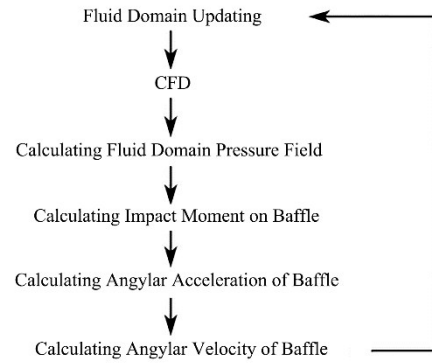 Fluid Domain Updating
CFD
Calculating Fluid Domain Pressure Field
Calculating Impact Moment on Baffle
Calculating Angylar Acceleration of Baffle
Calculating Angylar Velocity of Baffle